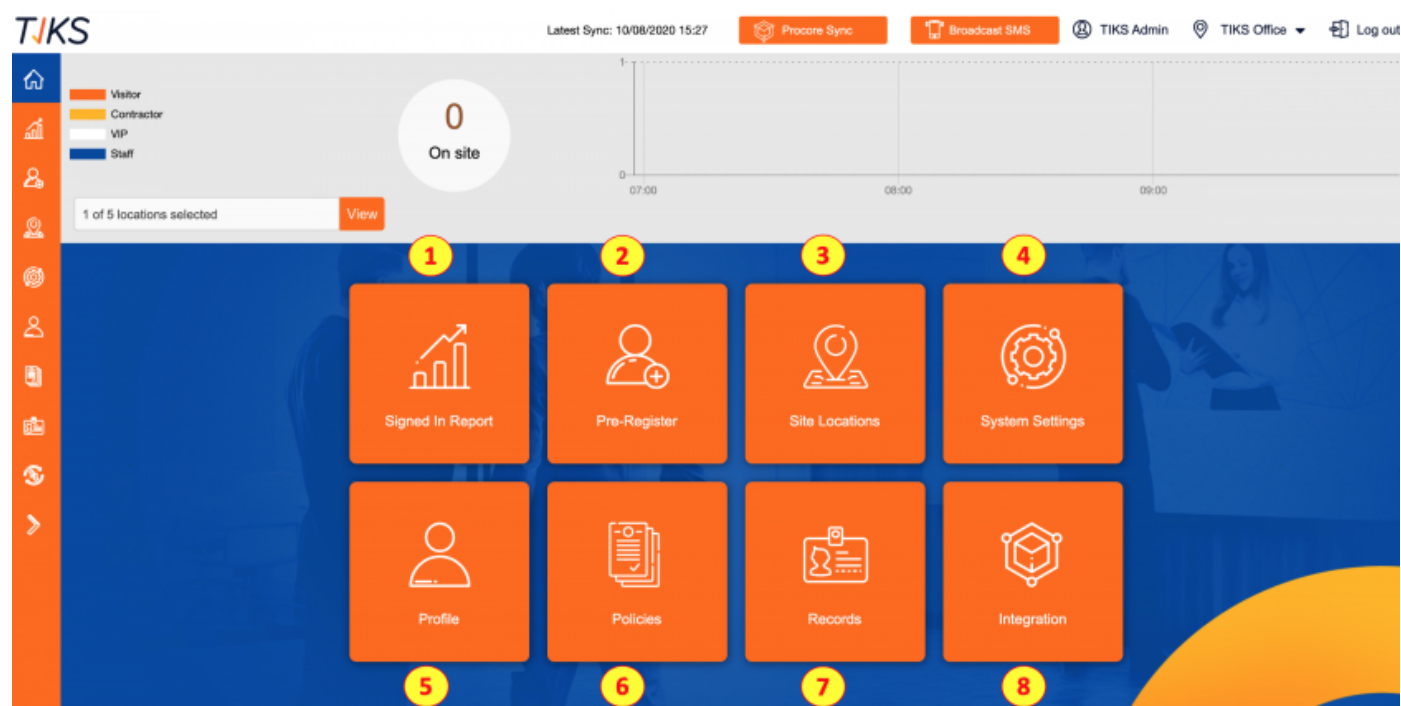 TIKS
Latest Sync: 10/08/2020 15:27
Procore Sync
Broadcast SMS
TIKS Admin
TIKS Office
Log out
Visitor
Contractor
VIP
Staff
0
On site
1
0
07:00
08:00
09:00
1 of 5 locations selected
View
1
2
3
4
Signed In Report
Pre-Register
Site Locations
System Settings
Profile
Policies
Records
Integration
5
6
7
8